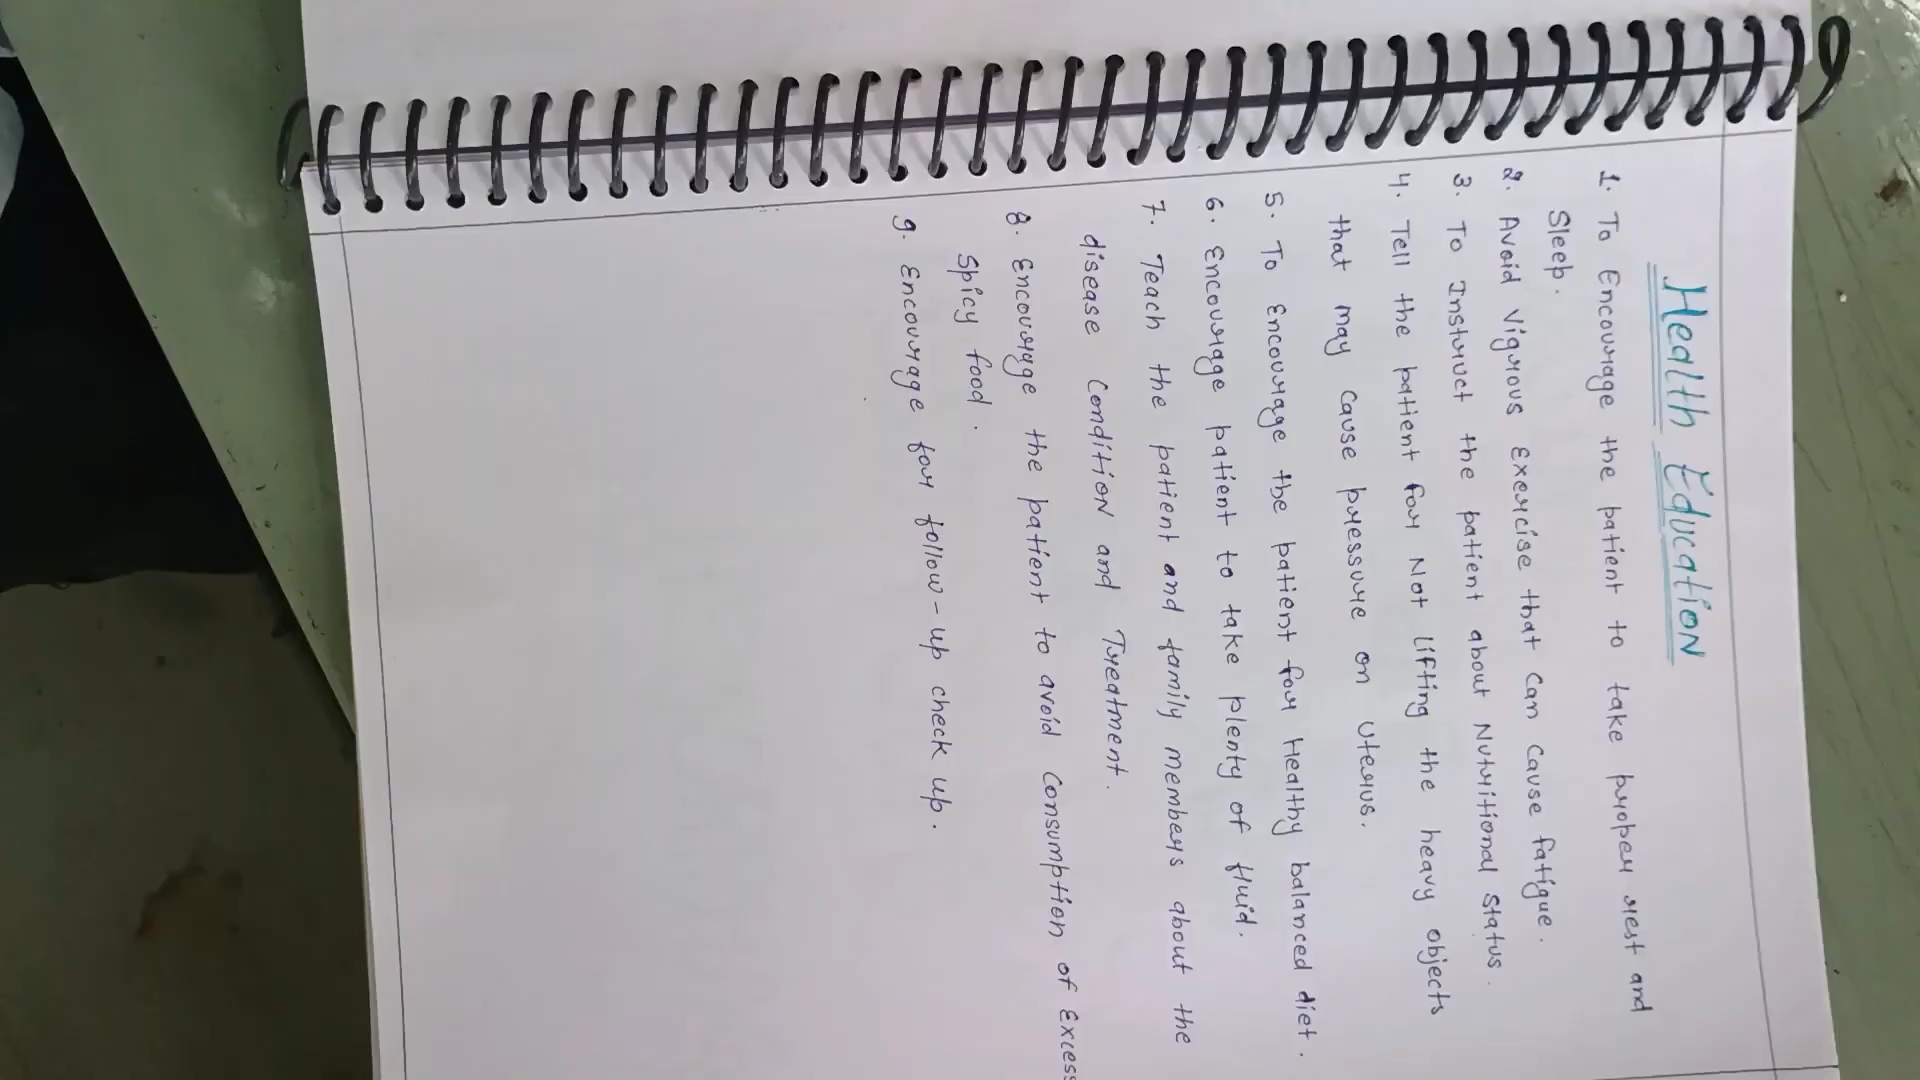 Health Education
1. To Encourage the patient to take proper rest and
Sleep.
2. Avoid Vigrous Exercise that can cause fatigue.
3. To Instruct the patient about Nutritional Status.
4. Tell the patient for Not Lifting the heavy objects
that may cause pressure on Uterus.
5. To Encourage the patient for Healthy balanced diet.
6. Encourage patient to take plenty of fluid.
7. Teach the patient and family members about the
disease Condition and Treatment.
8. Encourage the patient to avoid Consumption of Excess
Spicy food.
9. Encourage for follow-up check up.